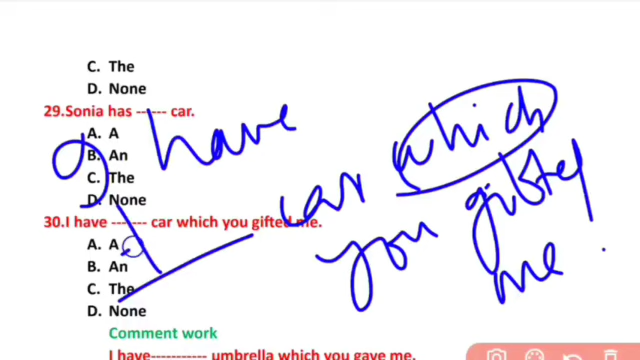 C. The
D. None
29.Sonia has ------ car.
A. A
B. An
C. The
D. None
30.I have ------- car which you gifted me.
A. A
B. An
C. The
D. None
Comment work
I have---------- umbrella which you gave me.
I have
car which
you gifted
me.